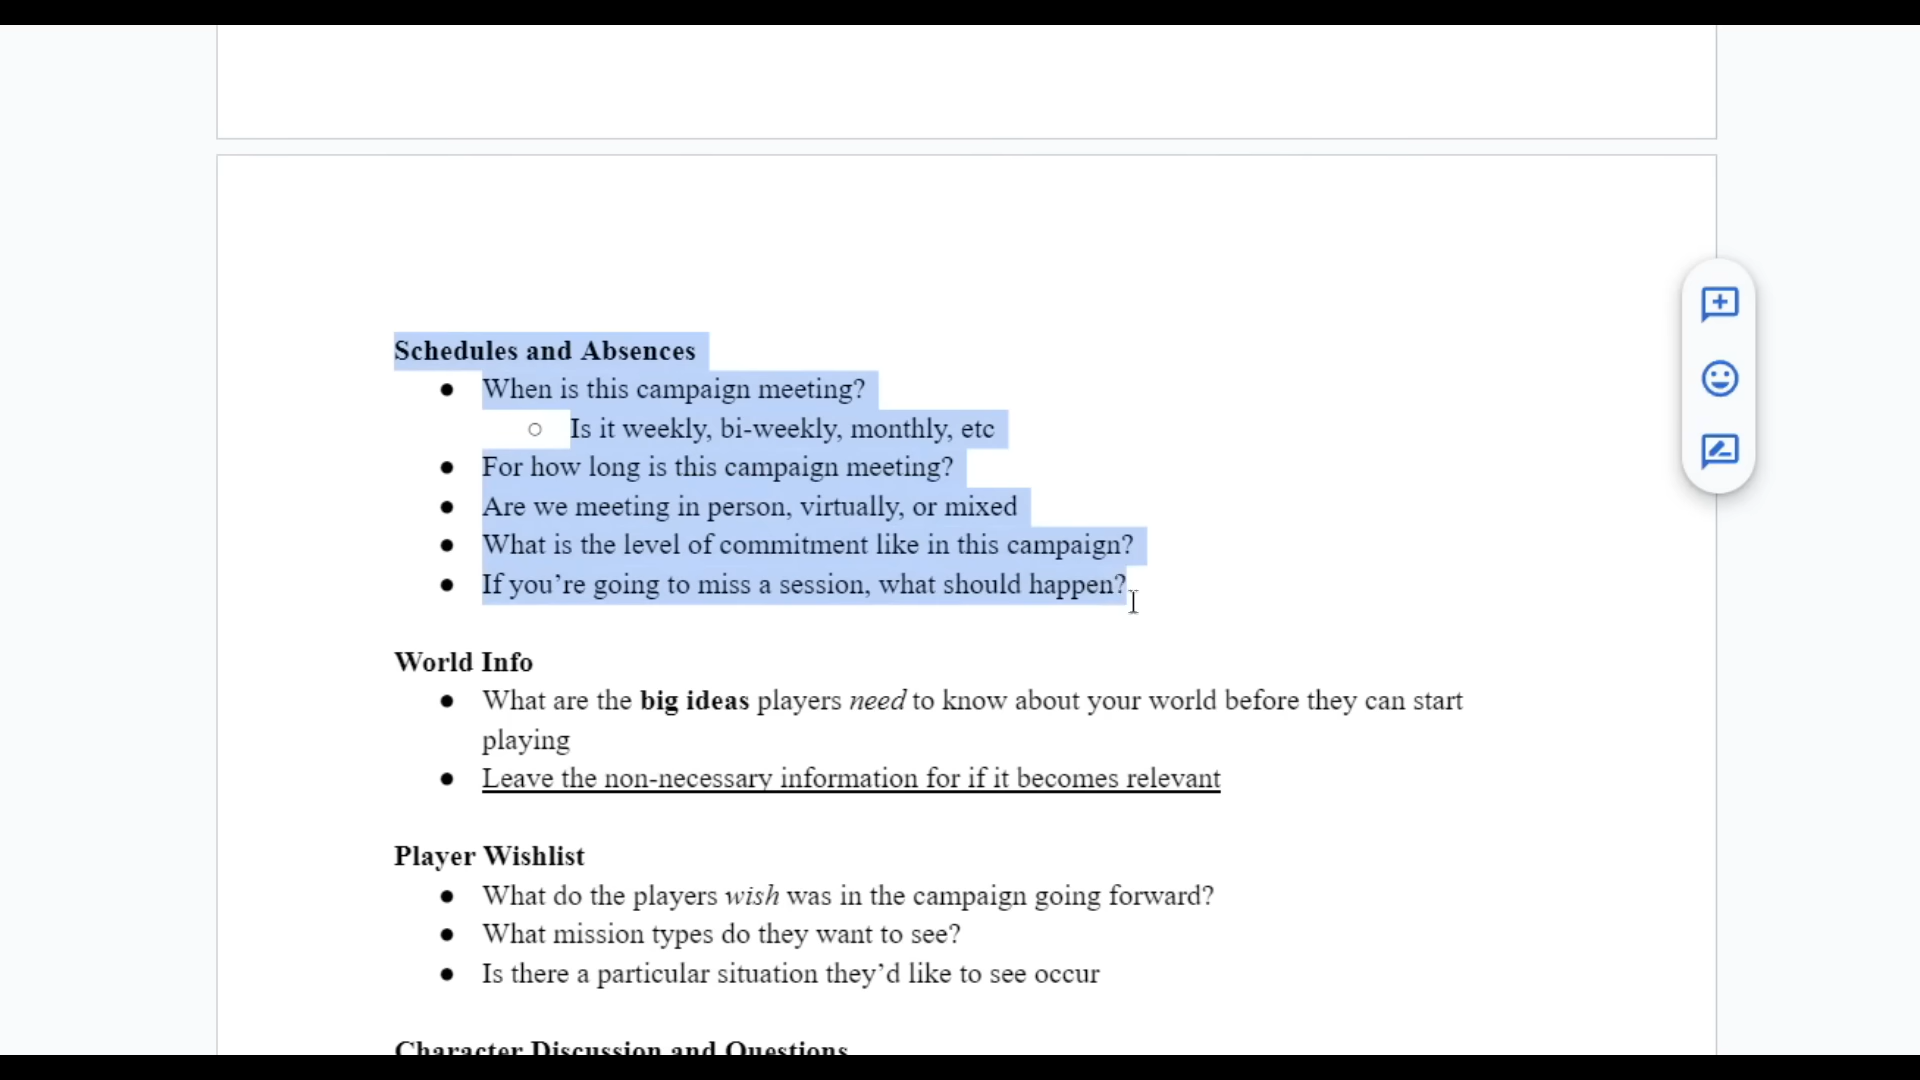 Schedules and Absences
● When is this campaign meeting?
○ Is it weekly, bi-weekly, monthly, etc
● For how long is this campaign meeting?
● Are we meeting in person, virtually, or mixed
● What is the level of commitment like in this campaign?
● If you’re going to miss a session, what should happen?
World Info
● What are the big ideas players need to know about your world before they can start
playing
● Leave the non-necessary information for if it becomes relevant
Player Wishlist
● What do the players wish was in the campaign going forward?
● What mission types do they want to see?
● Is there a particular situation they’d like to see occur
Character Discussion and Questions